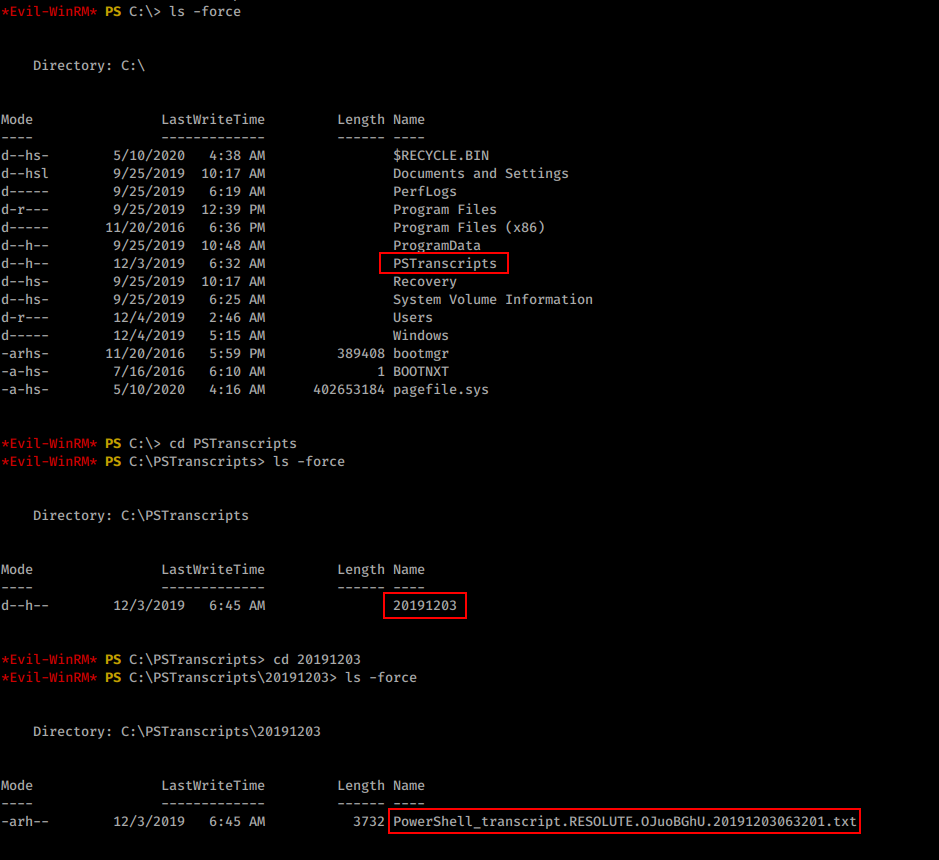 *Evil-WinRM* PS C:\> ls -force
Directory: C:\
Mode LastWriteTime Length Name
---- ------------- ------ ----
d--hs- 5/10/2020 4:38 AM $RECYCLE.BIN
d--hsl 9/25/2019 10:17 AM Documents and Settings
d----- 9/25/2019 6:19 AM PerfLogs
d-r--- 9/25/2019 12:39 PM Program Files
d----- 11/20/2016 6:36 PM Program Files (x86)
d--h-- 9/25/2019 10:48 AM ProgramData
d--h-- 12/3/2019 6:32 AM PSTranscripts
d--hs- 9/25/2019 10:17 AM Recovery
d--hs- 9/25/2019 6:25 AM System Volume Information
d-r--- 12/4/2019 2:46 AM Users
d----- 12/4/2019 5:15 AM Windows
-arhs- 11/20/2016 5:59 PM 389408 bootmgr
-a-hs- 7/16/2016 6:10 AM 1 BOOTNXT
-a-hs- 5/10/2020 4:16 AM 402653184 pagefile.sys
*Evil-WinRM* PS C:\> cd PSTranscripts
*Evil-WinRM* PS C:\PSTranscripts> ls -force
Directory: C:\PSTranscripts
Mode LastWriteTime Length Name
---- ------------- ------ ----
d--h-- 12/3/2019 6:45 AM 20191203
*Evil-WinRM* PS C:\PSTranscripts> cd 20191203
*Evil-WinRM* PS C:\PSTranscripts\20191203> ls -force
Directory: C:\PSTranscripts\20191203
Mode LastWriteTime Length Name
---- ------------- ------ ----
-arh-- 12/3/2019 6:45 AM 3732 PowerShell_transcript.RESOLUTE.OJuoBGhU.20191203063201.txt